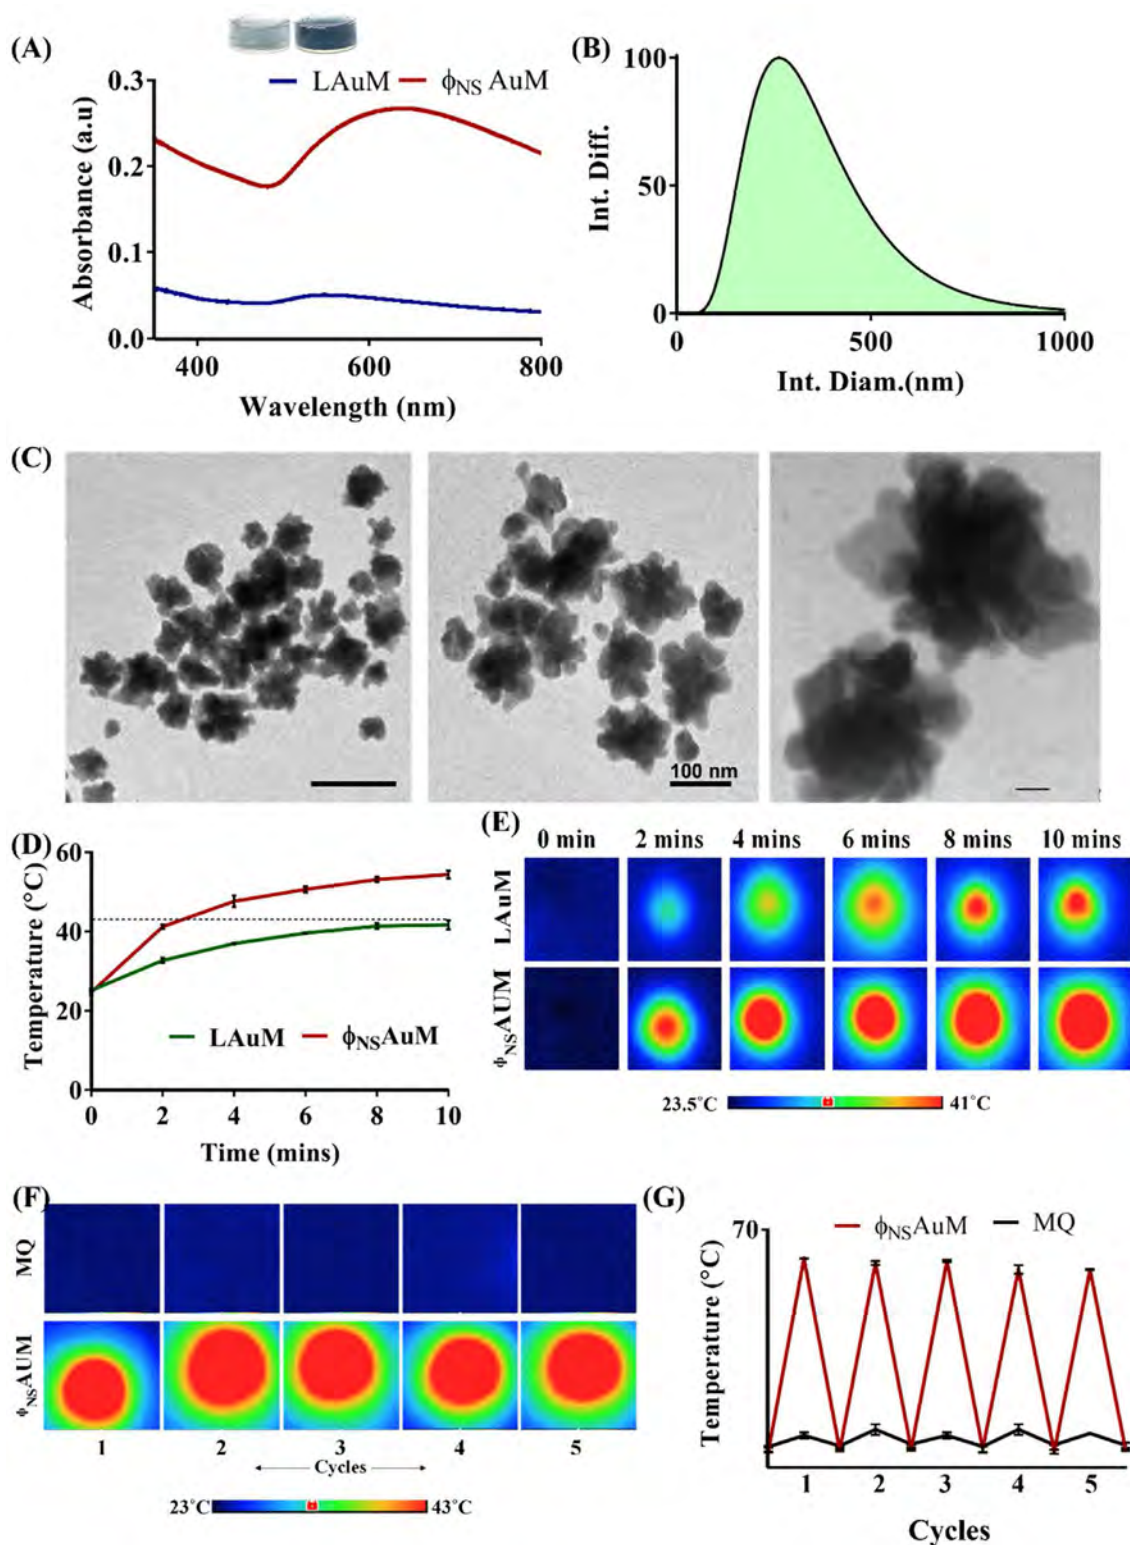 (A)
LAuM ϕNS AuM
0.3
0.2
0.1
0.0
Absorbance (a.u)
400 600 800
Wavelength (nm)
(B)
100
50
0
Int. Diff.
0 500 1000
Int. Diam.(nm)
(C)
100 nm
(D)
60
40
20
0
Temperature (°C)
LAuM ϕNSAuM
0 2 4 6 8 10
Time (mins)
(E)
0 min 2 mins 4 mins 6 mins 8 mins 10 mins
LAuM
ϕNSAUM
23.5°C 41°C
(F)
MQ
ϕNSAUM
1 2 3 4 5
Cycles
23°C 43°C
(G)
ϕNSAuM MQ
70
Temperature (°C)
1 2 3 4 5
Cycles